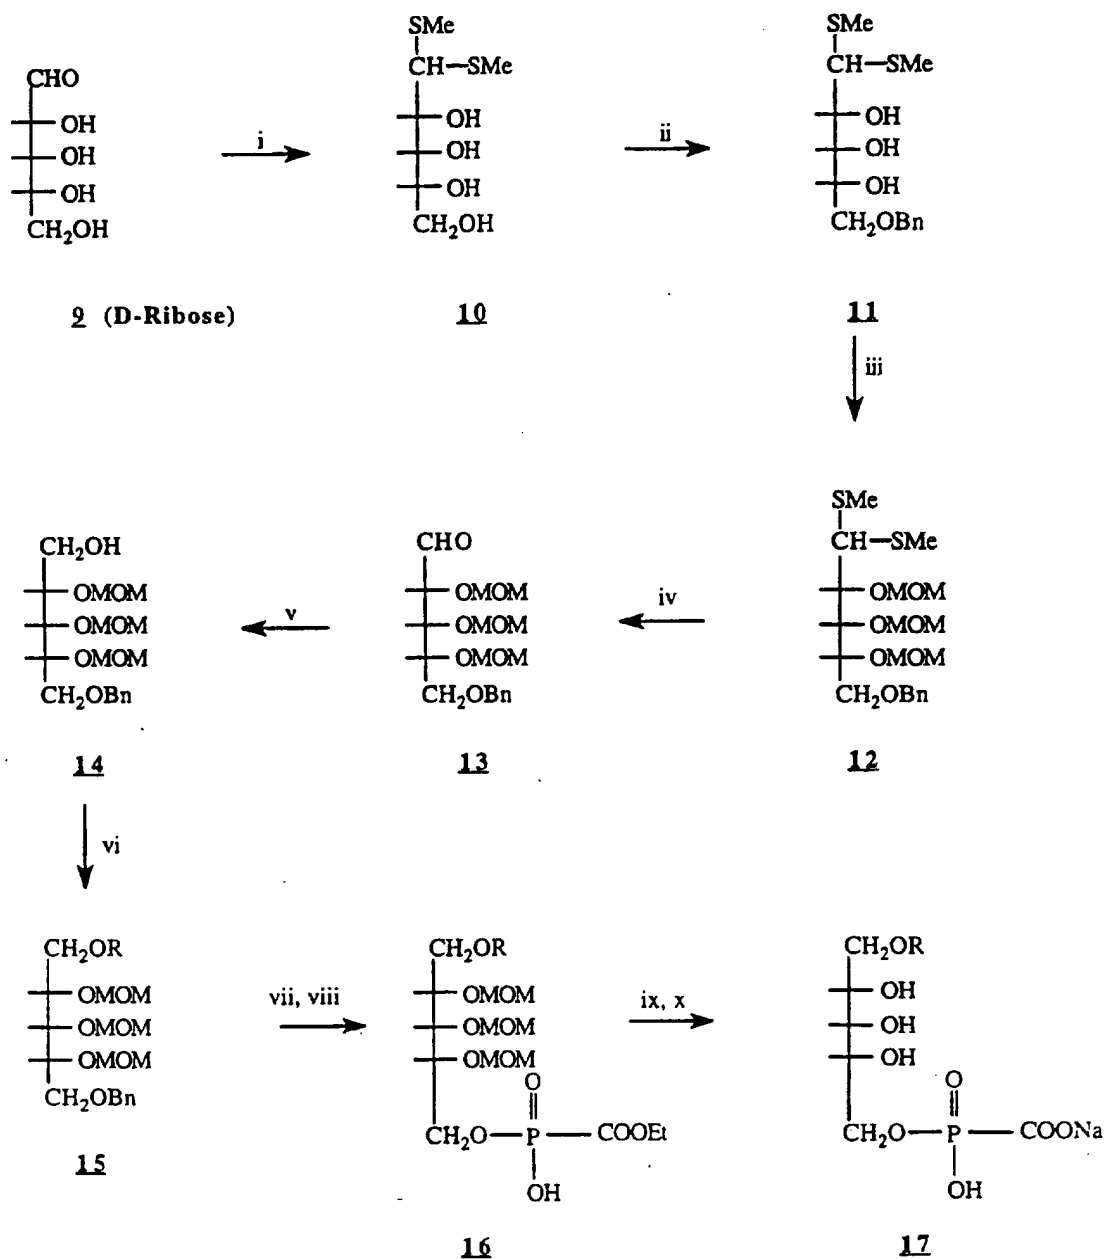 SMe
CH—SMe
OH
OH
OH
CH₂OH
10
CHO
OH
OH
OH
CH₂OH
9 (D-Ribose)
i
ii
SMe
CH—SMe
OH
OH
OH
CH₂OBn
11
iii
CH₂OH
OMOM
OMOM
OMOM
CH₂OBn
14
v
CHO
OMOM
OMOM
OMOM
CH₂OBn
13
iv
SMe
CH—SMe
OMOM
OMOM
OMOM
CH₂OBn
12
vi
CH₂OR
OMOM
OMOM
OMOM
CH₂OBn
15
vii, viii
CH₂OR
OMOM
OMOM
OMOM
O
CH₂O—P—COOEt
OH
16
ix, x
CH₂OR
OH
OH
OH
O
CH₂O—P—COONa
OH
17